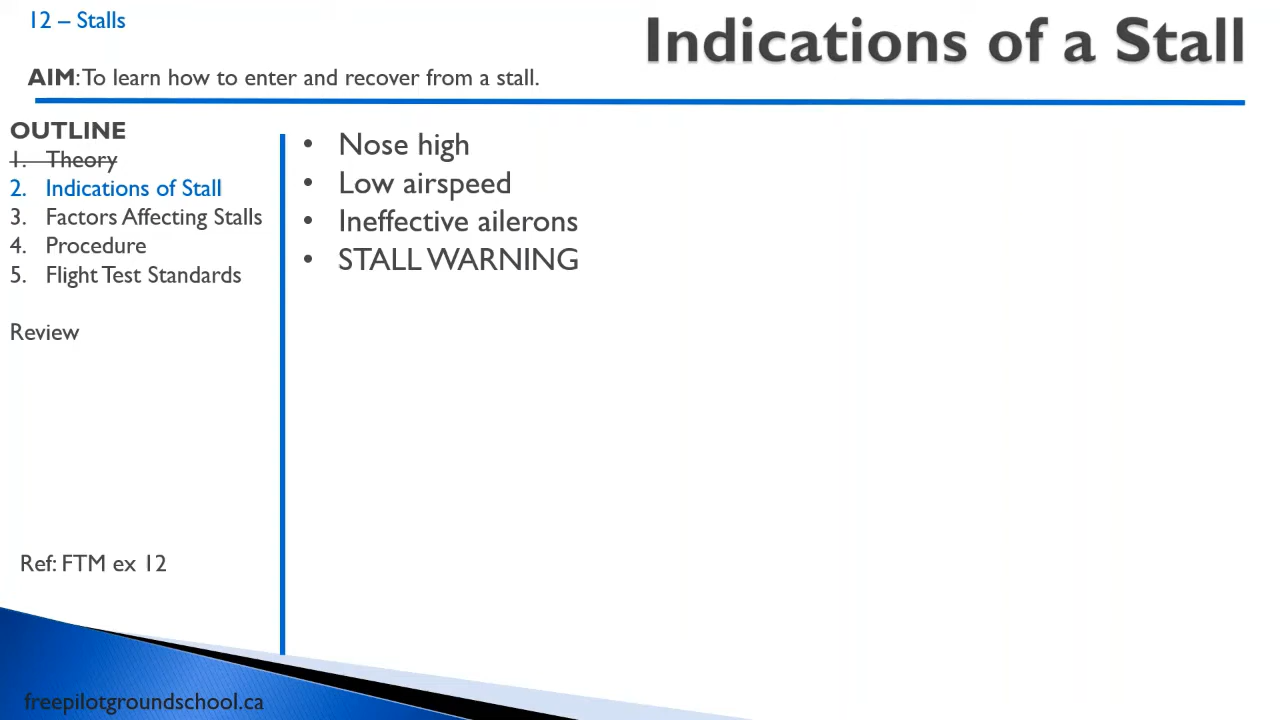 12 – Stalls
Indications of a Stall
AIM: To learn how to enter and recover from a stall.
OUTLINE
1. Theory
2. Indications of Stall
3. Factors Affecting Stalls
4. Procedure
5. Flight Test Standards
Review
Ref: FTM ex 12
• Nose high
• Low airspeed
• Ineffective ailerons
• STALL WARNING
freepilotgroundschool.ca